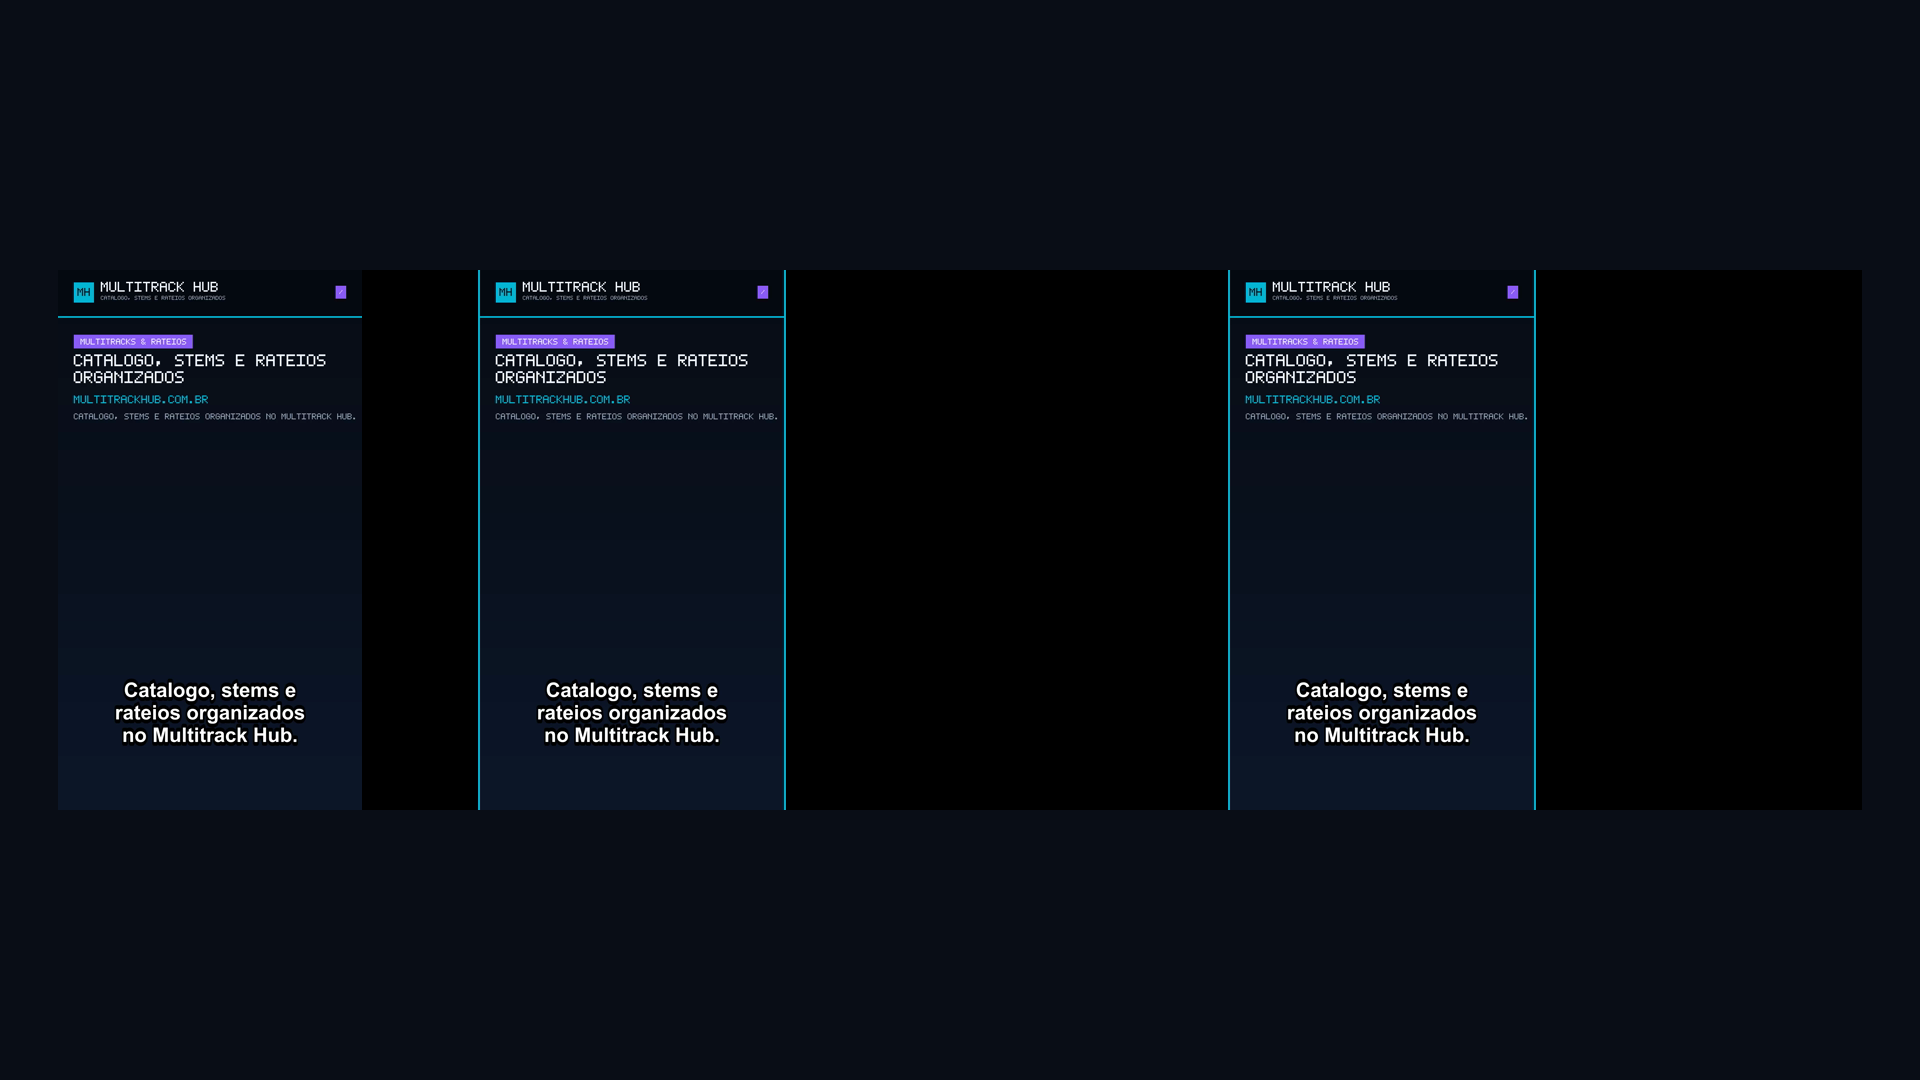 MH
MULTITRACK HUB
CATALOGO, STEMS E RATEIOS ORGANIZADOS
MULTITRACKS & RATEIOS
CATALOGO, STEMS E RATEIOS
ORGANIZADOS
MULTITRACKHUB.COM.BR
CATALOGO, STEMS E RATEIOS ORGANIZADOS NO MULTITRACK HUB.
Catalogo, stems e
rateios organizados
no Multitrack Hub.
MH
MULTITRACK HUB
CATALOGO, STEMS E RATEIOS ORGANIZADOS
MULTITRACKS & RATEIOS
CATALOGO, STEMS E RATEIOS
ORGANIZADOS
MULTITRACKHUB.COM.BR
CATALOGO, STEMS E RATEIOS ORGANIZADOS NO MULTITRACK HUB.
Catalogo, stems e
rateios organizados
no Multitrack Hub.
MH
MULTITRACK HUB
CATALOGO, STEMS E RATEIOS ORGANIZADOS
MULTITRACKS & RATEIOS
CATALOGO, STEMS E RATEIOS
ORGANIZADOS
MULTITRACKHUB.COM.BR
CATALOGO, STEMS E RATEIOS ORGANIZADOS NO MULTITRACK HUB.
Catalogo, stems e
rateios organizados
no Multitrack Hub.